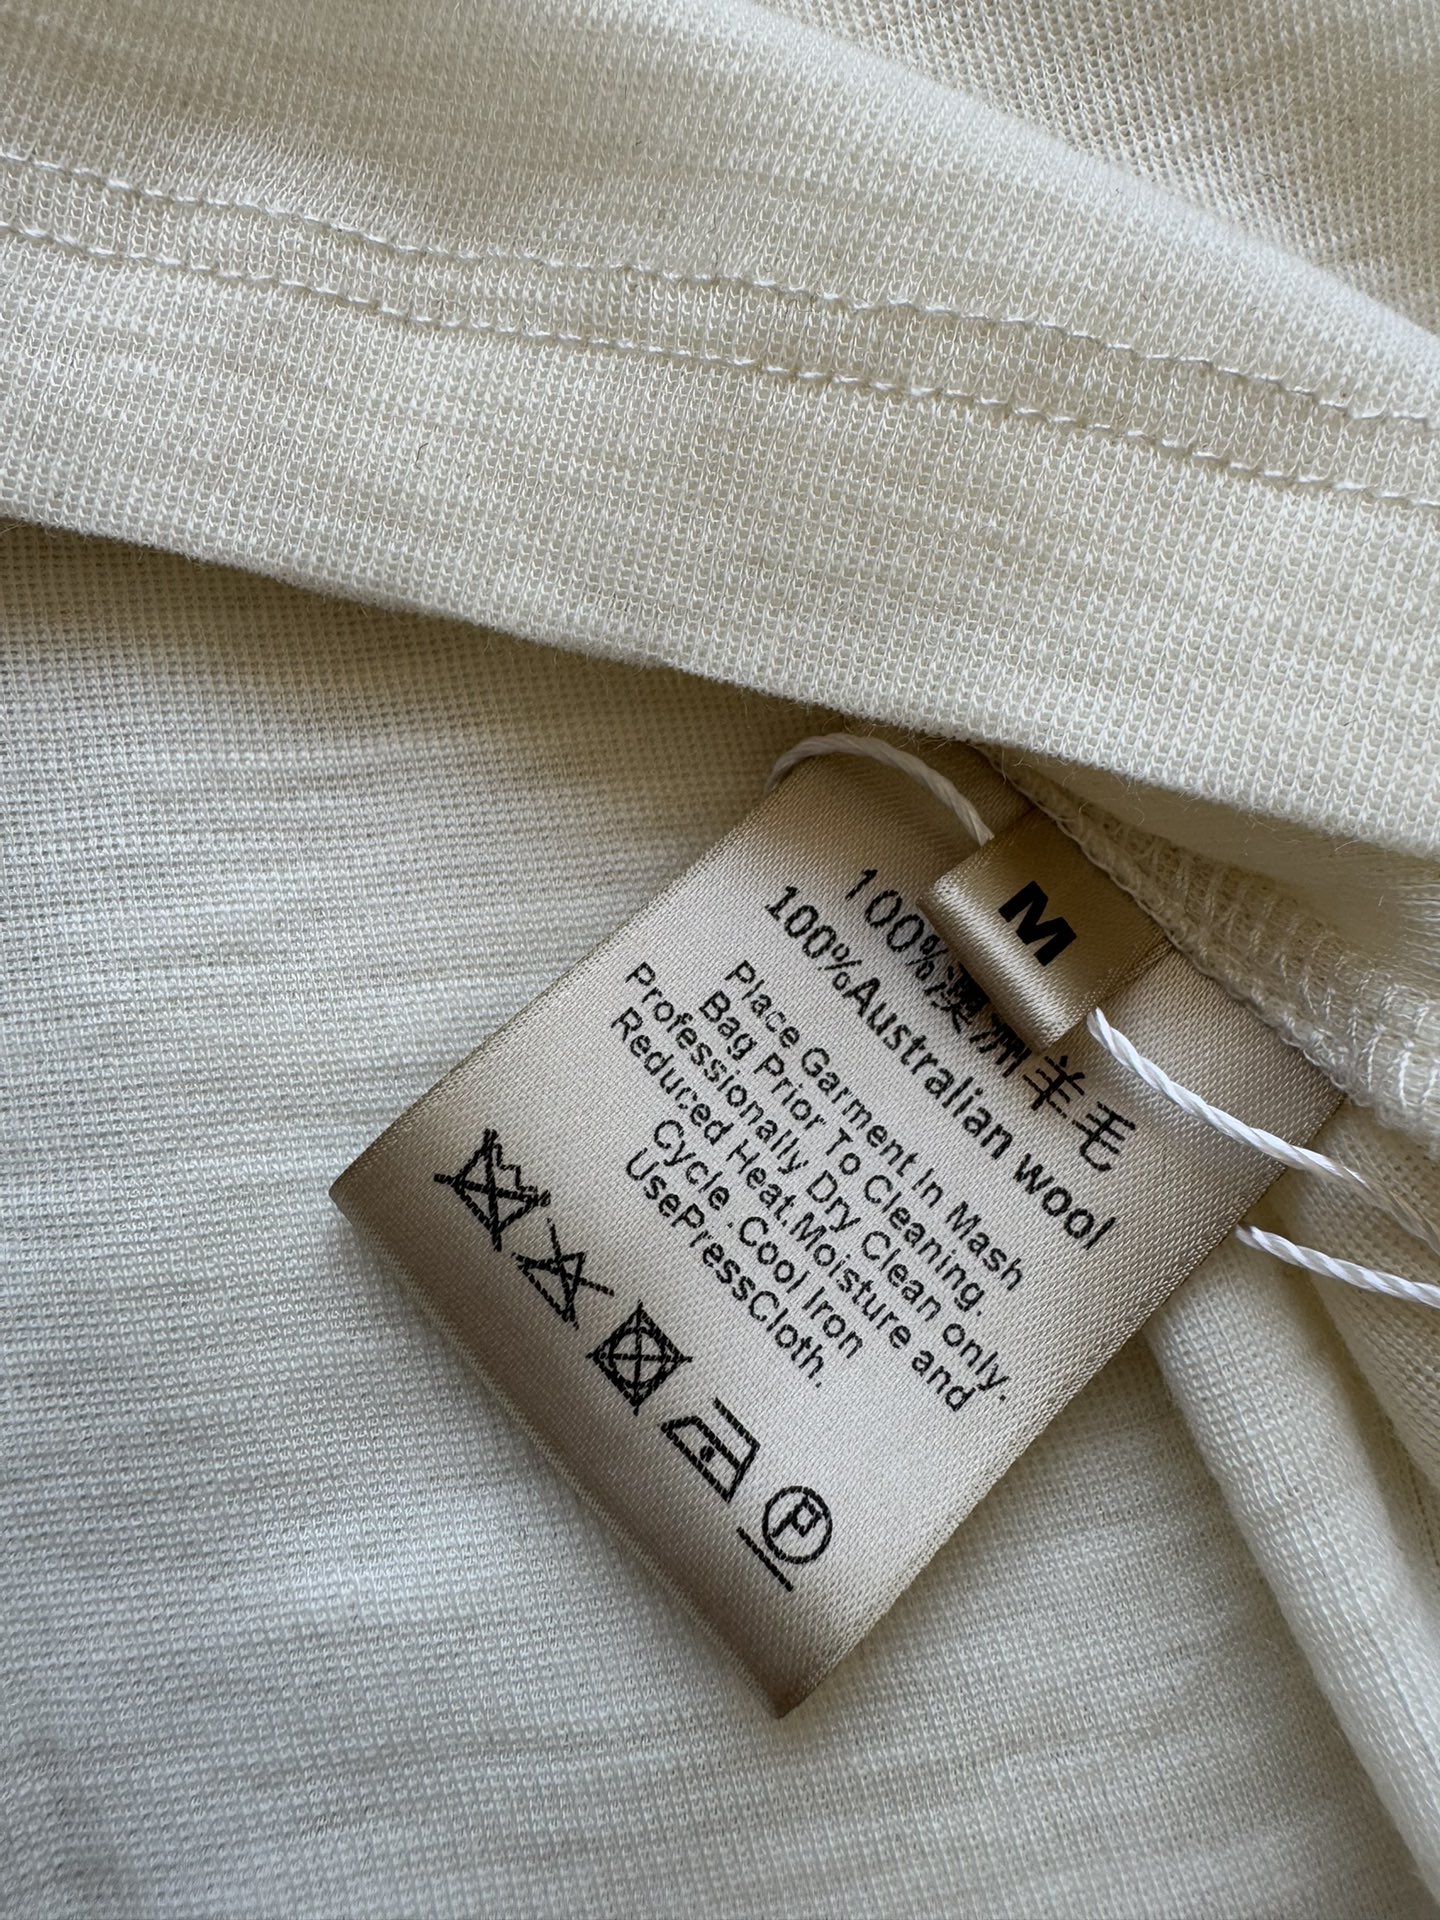 M
100%澳洲羊毛
100%Australian wool
Place Garment In Mash
Bag Prior To Cleaning.
Professionally Dry Clean only.
Reduced Heat.Moisture and
Cycle .Cool Iron
UsePressCloth.
P